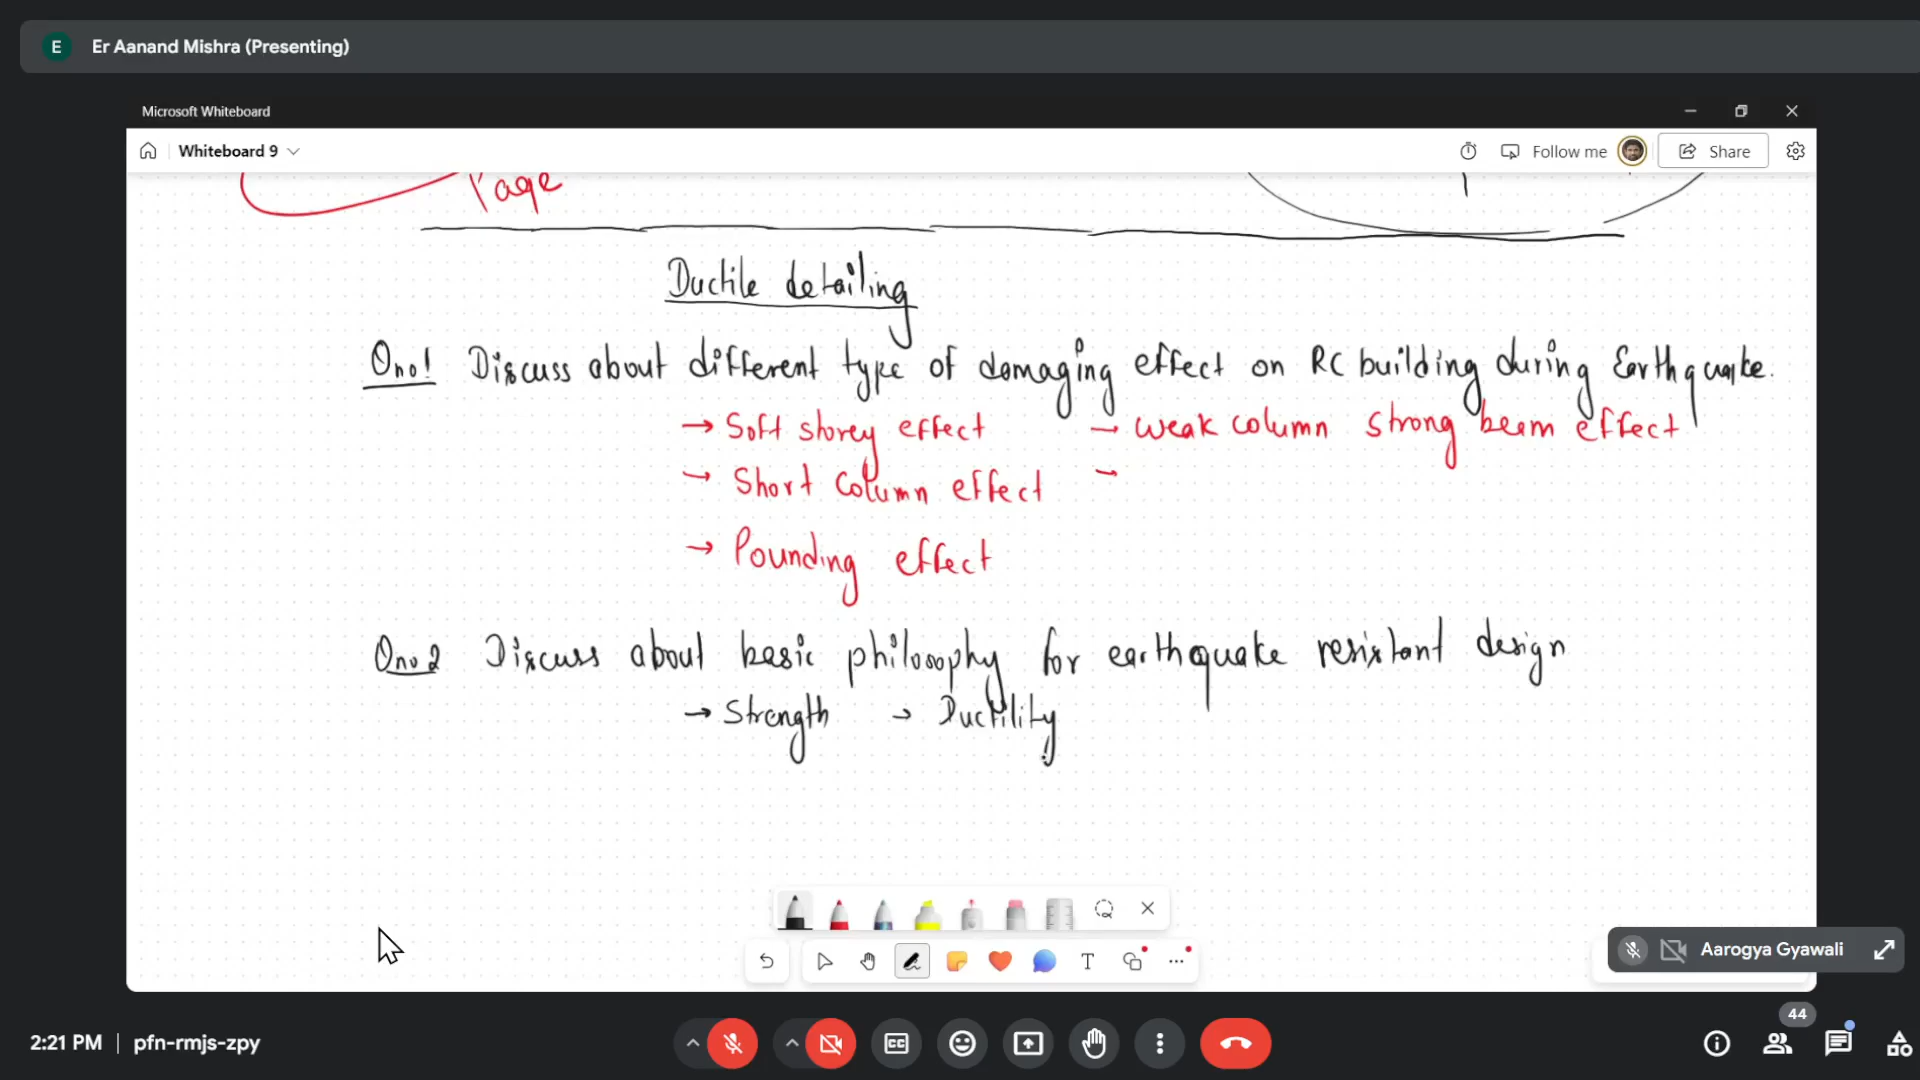 E Er Aanand Mishra (Presenting)
Microsoft Whiteboard
Whiteboard 9
Follow me
Share
Page
Ductile detailing
Qno1 Discuss about different type of damaging effect on RC building during Earthquake.
→ Soft storey effect → Weak column strong beam effect
→ Short Column effect →
→ Pounding effect
Qno2 Discuss about basic philosophy for earthquake resistant design
→ Strength → Ductility
T
Aarogya Gyawali
44
2:21 PM | pfn-rmjs-zpy
CC